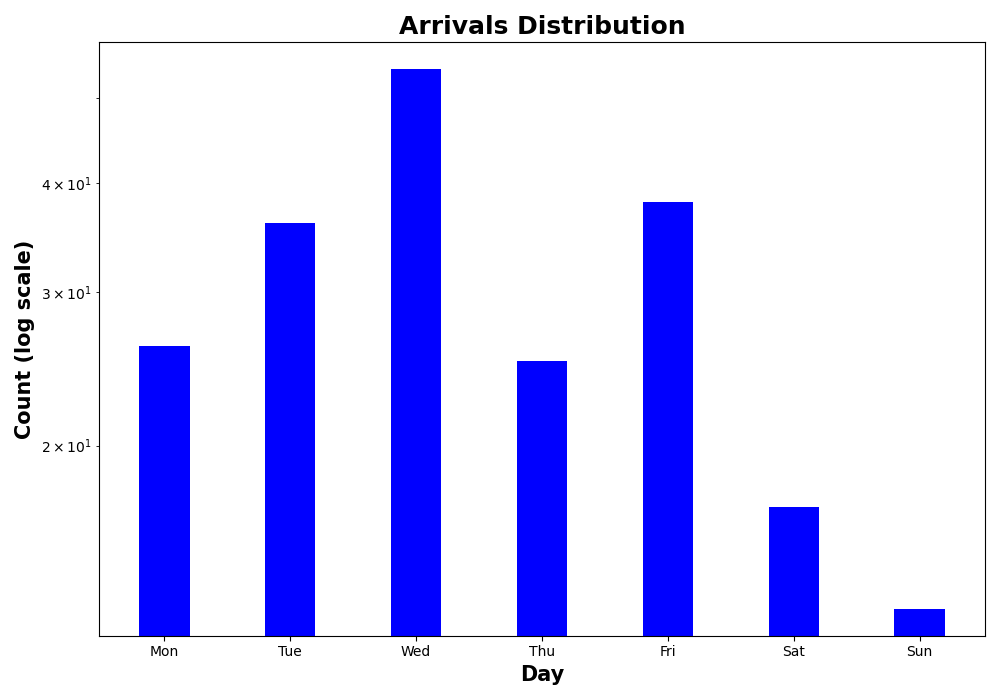 Arrivals Distribution
Count (log scale)
4 × 10¹
3 × 10¹
2 × 10¹
Mon Tue Wed Thu Fri Sat Sun
Day